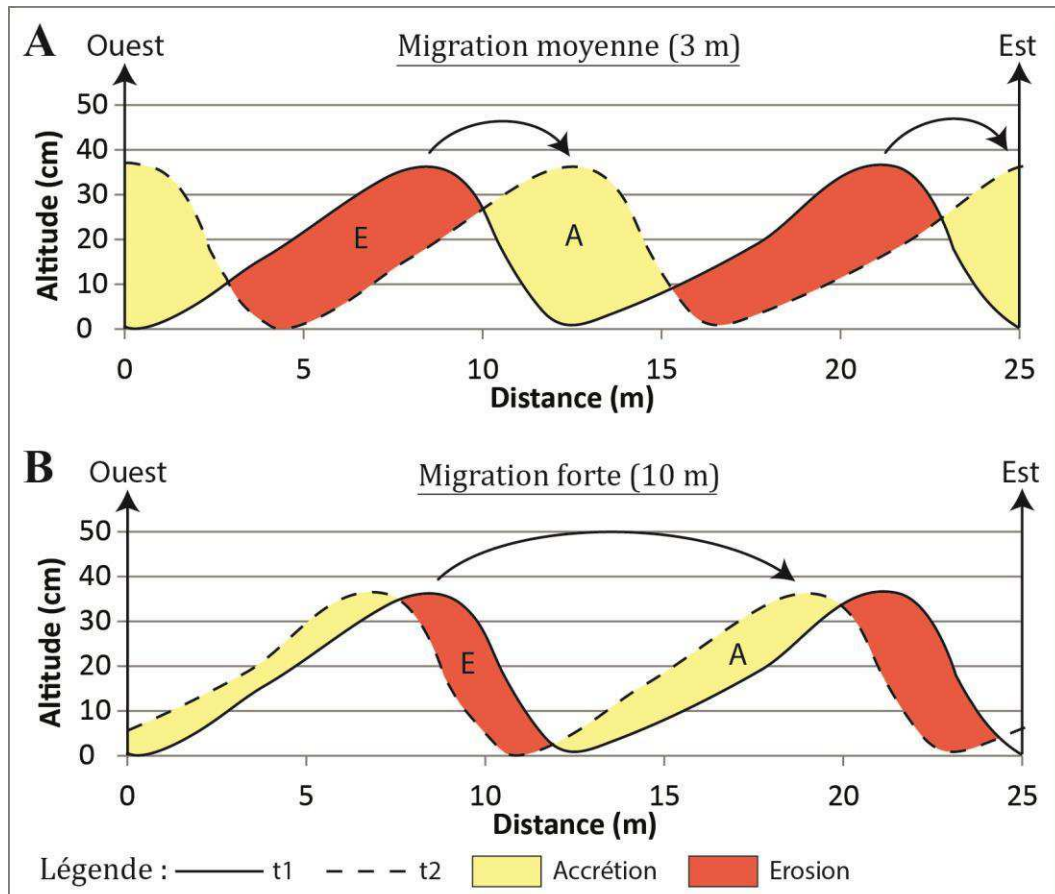 A
Ouest
Migration moyenne (3 m)
Est
Altitude (cm)
50
40
30
20
10
0
E
A
0 5 10 15 20 25
Distance (m)
B
Ouest
Migration forte (10 m)
Est
Altitude (cm)
50
40
30
20
10
0
E
A
0 5 10 15 20 25
Distance (m)
Légende : t1 t2 Accrétion Erosion